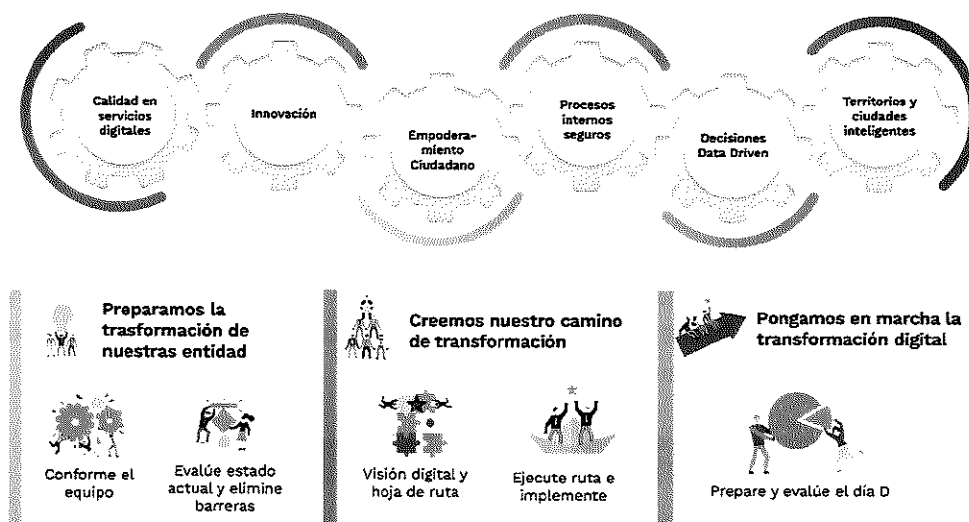 Calidad en
servicios
digitales
Innovación
Empodera-
miento
Ciudadano
Procesos
internos
seguros
Decisiones
Data Driven
Territorios y
ciudades
inteligentes
Preparamos la
trasformación de
nuestras entidad
Conforme el
equipo
Evalúe estado
actual y elimine
barreras
Creemos nuestro camino
de transformación
Visión digital y
hoja de ruta
Ejecute ruta e
implemente
Pongamos en marcha la
transformación digital
Prepare y evalúe el día D